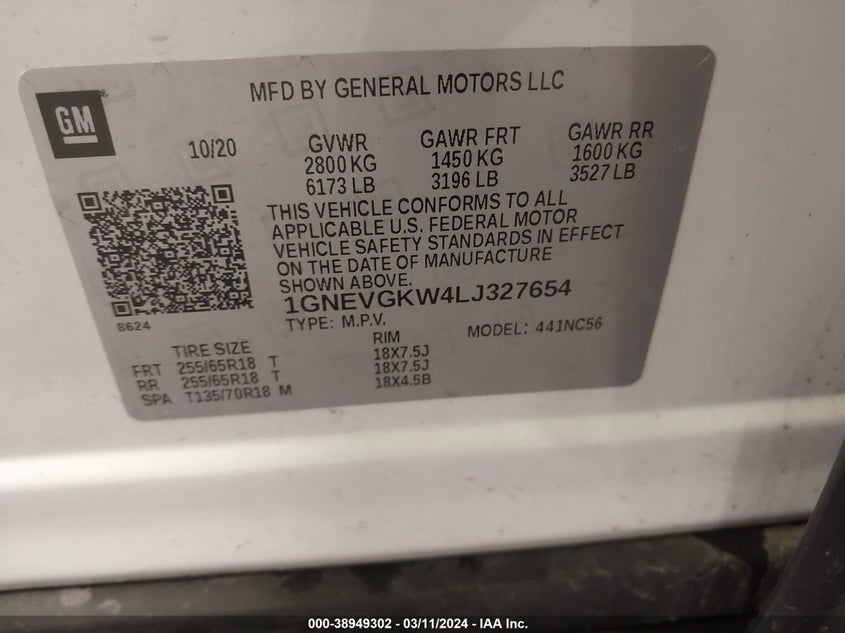 MFD BY GENERAL MOTORS LLC
GM
10/20 GVWR GAWR FRT GAWR RR
2800 KG 1450 KG 1600 KG
6173 LB 3196 LB 3527 LB
THIS VEHICLE CONFORMS TO ALL
APPLICABLE U.S. FEDERAL MOTOR
VEHICLE SAFETY STANDARDS IN EFFECT
ON THE DATE OF MANUFACTURE
SHOWN ABOVE.
1GNEVGKW4LJ327654
8624
TYPE: M.P.V. MODEL: 441NC56
TIRE SIZE RIM
FRT 255/65R18 T 18X7.5J
RR 255/65R18 T 18X7.5J
SPA T135/70R18 M 18X4.5B
000-38949302 - 03/11/2024 - IAA Inc.